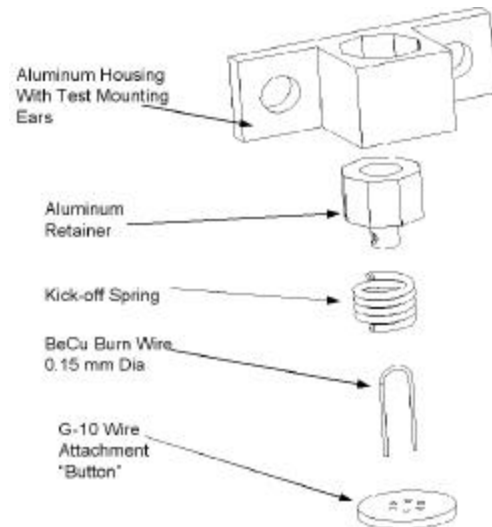 Aluminum Housing
With Test Mounting
Ears
Aluminum
Retainer
Kick-off Spring
BeCu Burn Wire
0.15 mm Dia
G-10 Wire
Attachment
"Button"